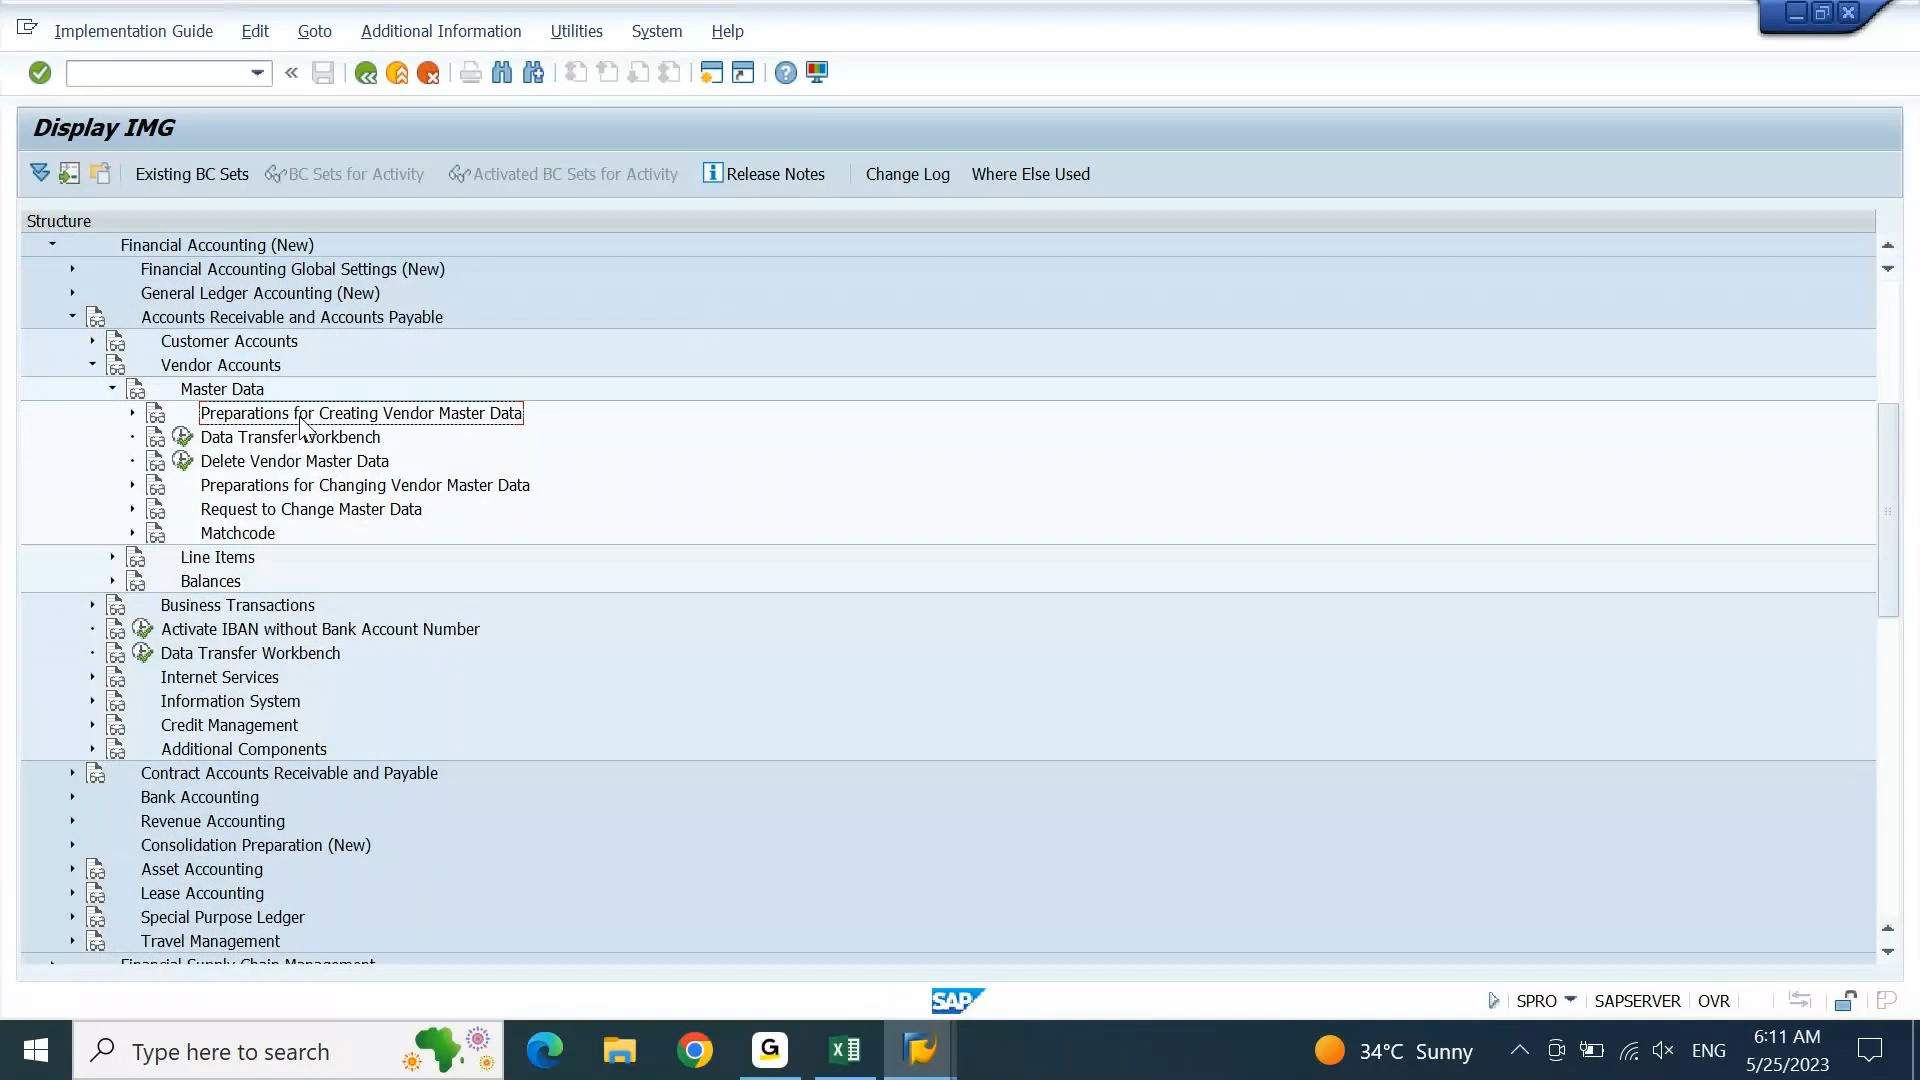 Implementation Guide Edit Goto Additional Information Utilities System Help
Display IMG
Existing BC Sets BC Sets for Activity Activated BC Sets for Activity Release Notes Change Log Where Else Used
Structure
Financial Accounting (New)
Financial Accounting Global Settings (New)
General Ledger Accounting (New)
Accounts Receivable and Accounts Payable
Customer Accounts
Vendor Accounts
Master Data
Preparations for Creating Vendor Master Data
Data Transfer Workbench
Delete Vendor Master Data
Preparations for Changing Vendor Master Data
Request to Change Master Data
Matchcode
Line Items
Balances
Business Transactions
Activate IBAN without Bank Account Number
Data Transfer Workbench
Internet Services
Information System
Credit Management
Additional Components
Contract Accounts Receivable and Payable
Bank Accounting
Revenue Accounting
Consolidation Preparation (New)
Asset Accounting
Lease Accounting
Special Purpose Ledger
Travel Management
Financial Supply Chain Management
SAP SPRO SAPSERVER OVR
Type here to search G 34°C Sunny ENG 6:11 AM
5/25/2023